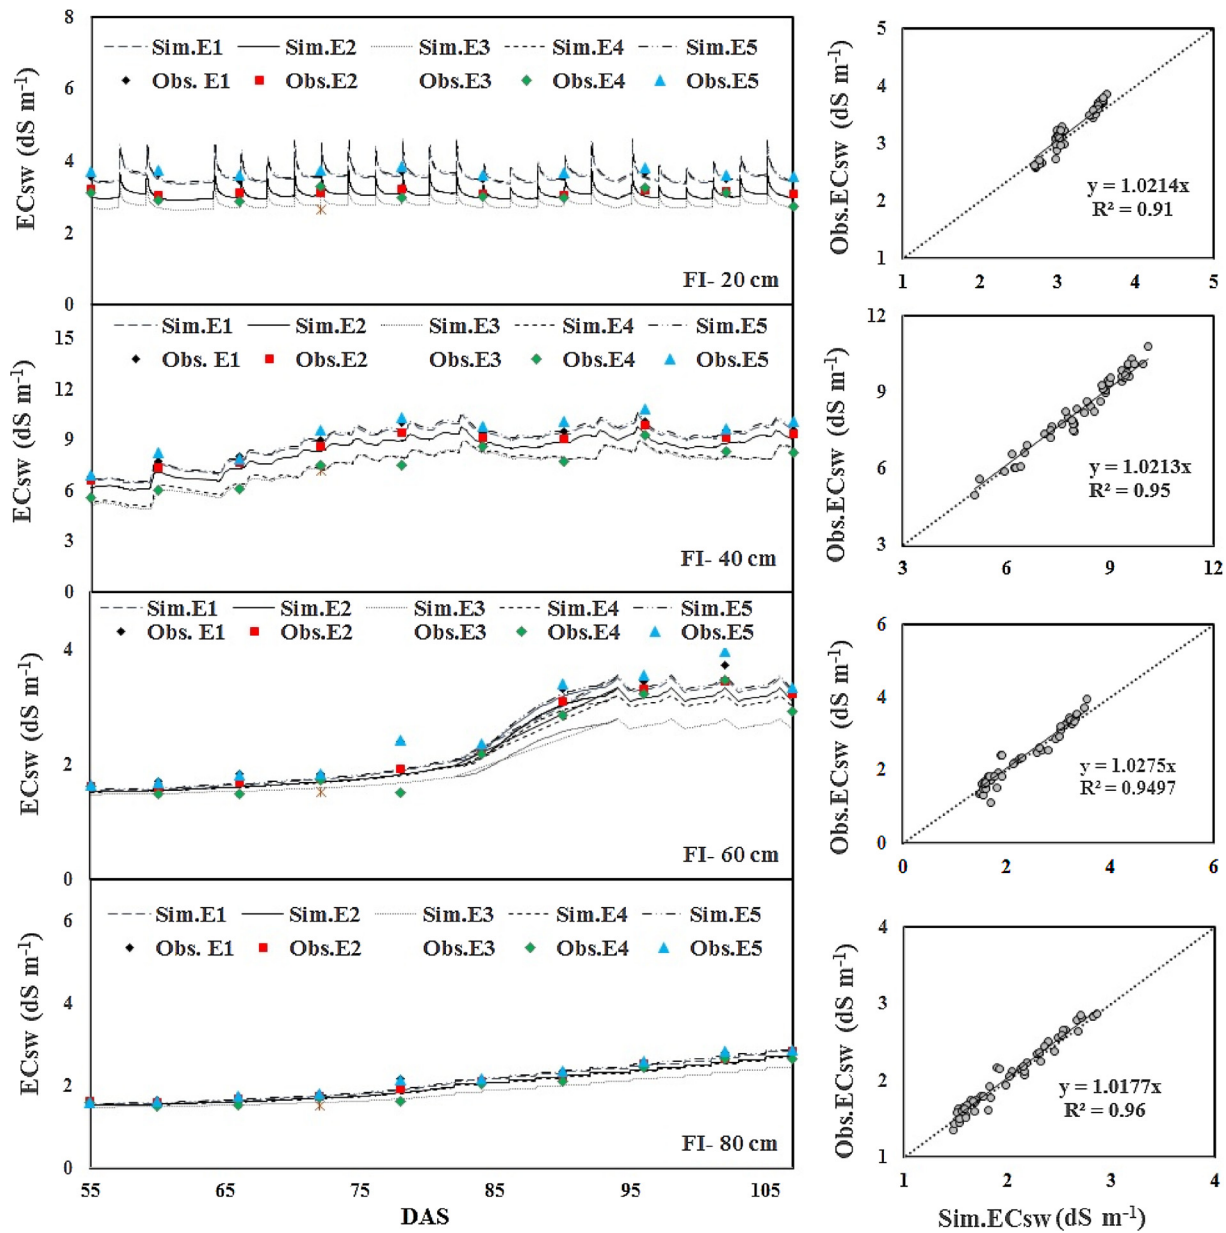 8
6
4
2
0
ECsw (dS m⁻¹)
Sim.E1 Sim.E2 Sim.E3 Sim.E4 Sim.E5
Obs. E1 Obs.E2 Obs.E3 Obs.E4 Obs.E5
FI- 20 cm
5
4
3
2
1
Obs.ECsw (dS m⁻¹)
y = 1.0214x
R² = 0.91
1 2 3 4 5
15
12
9
6
3
0
ECsw (dS m⁻¹)
Sim.E1 Sim.E2 Sim.E3 Sim.E4 Sim.E5
Obs. E1 Obs.E2 Obs.E3 Obs.E4 Obs.E5
FI- 40 cm
12
9
6
3
Obs.ECsw (dS m⁻¹)
y = 1.0213x
R² = 0.95
3 6 9 12
4
2
0
ECsw (dS m⁻¹)
Sim.E1 Sim.E2 Sim.E3 Sim.E4 Sim.E5
Obs. E1 Obs.E2 Obs.E3 Obs.E4 Obs.E5
FI- 60 cm
6
4
2
0
Obs.ECsw (dS m⁻¹)
y = 1.0275x
R² = 0.9497
0 2 4 6
6
4
2
0
ECsw (dS m⁻¹)
Sim.E1 Sim.E2 Sim.E3 Sim.E4 Sim.E5
Obs. E1 Obs.E2 Obs.E3 Obs.E4 Obs.E5
FI- 80 cm
55 65 75 85 95 105
DAS
4
3
2
1
Obs.ECsw (dS m⁻¹)
y = 1.0177x
R² = 0.96
1 2 3 4
Sim.ECsw (dS m⁻¹)